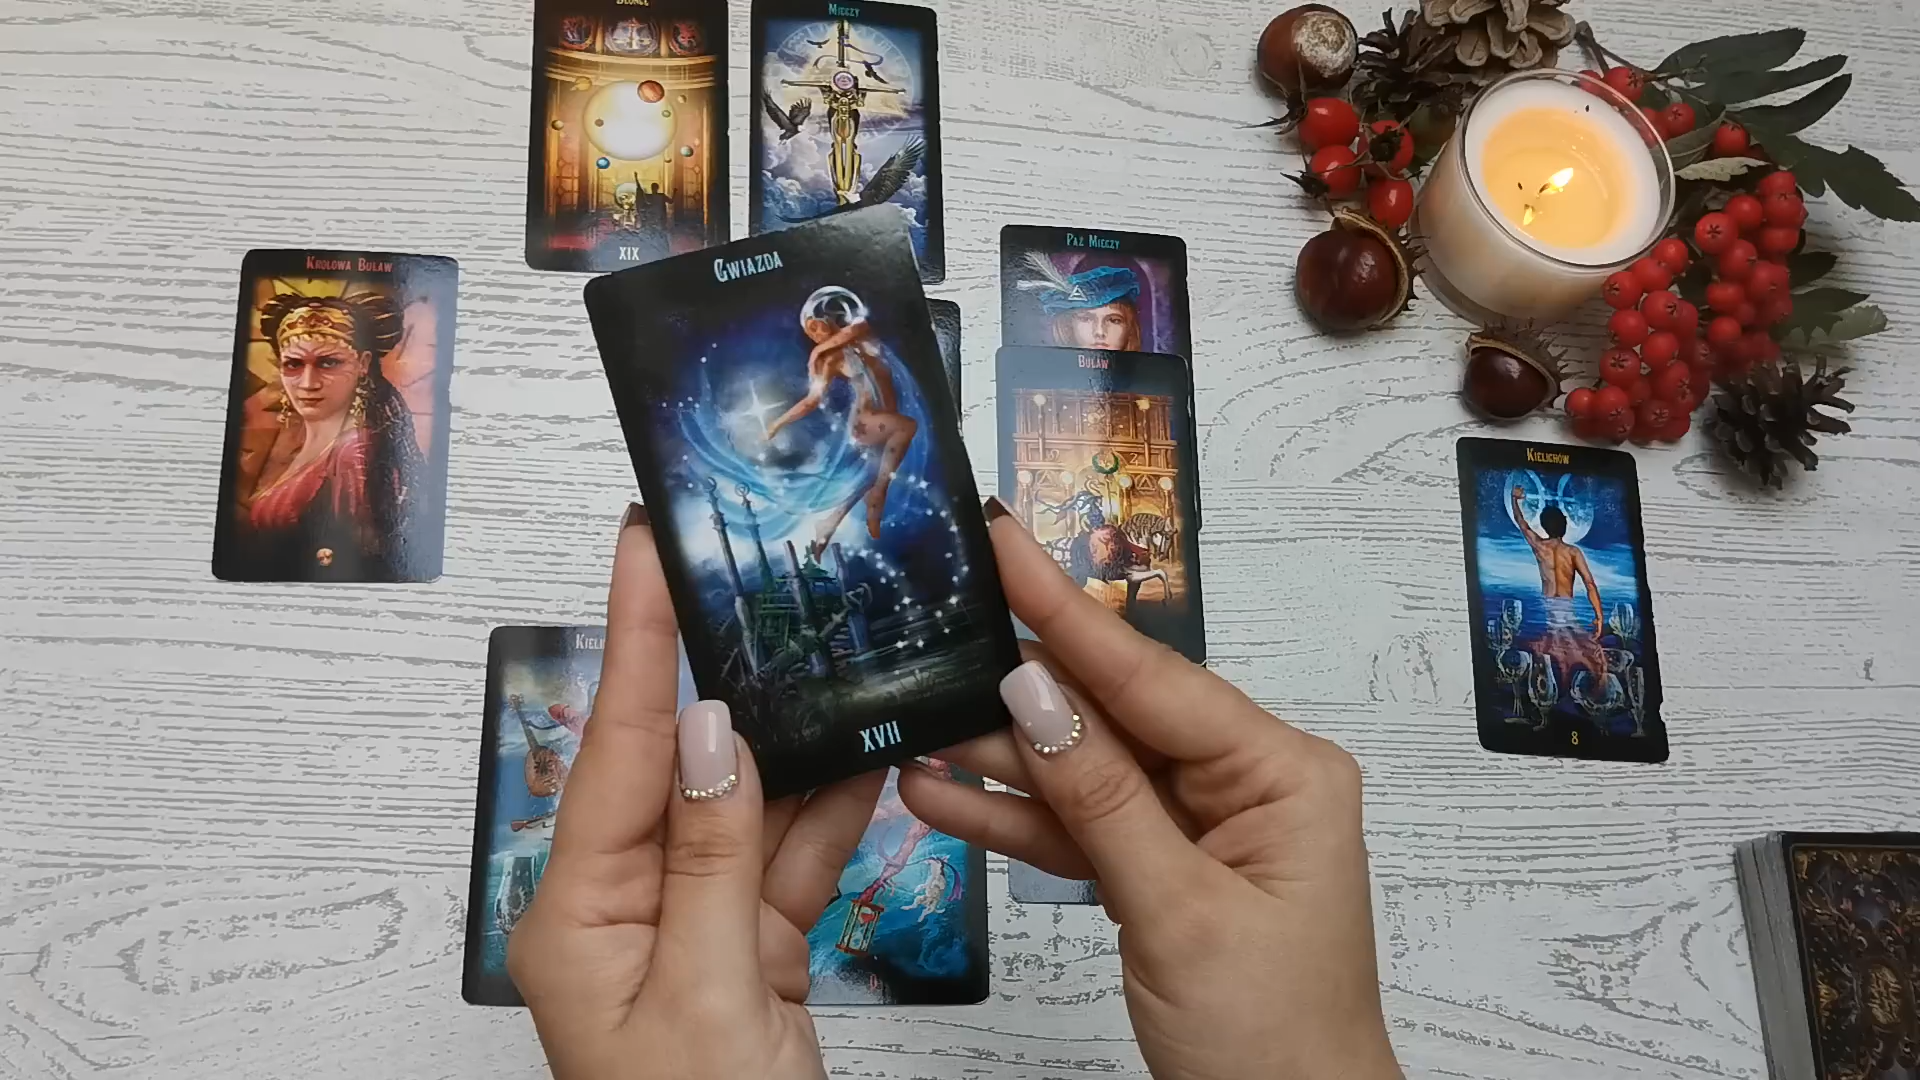 Słońce
XIX
Mieczy
Królowa Buław
Gwiazda
XVII
Paź Mieczy
Buław
Kielichów
8